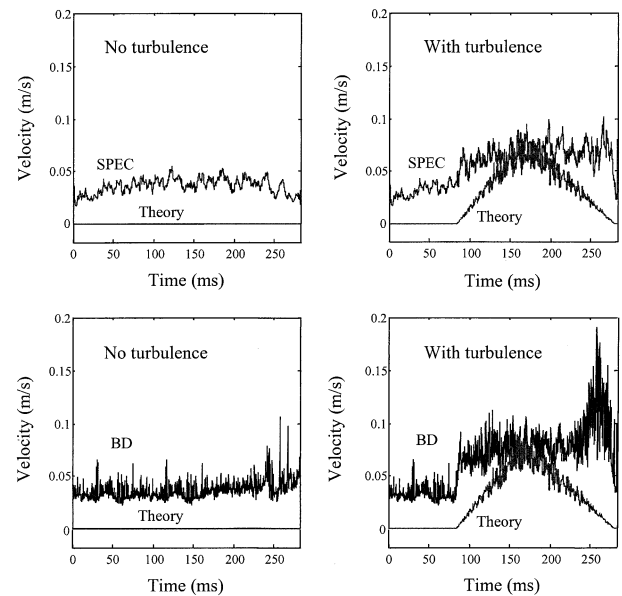 0.2
No turbulence
0.15
Velocity (m/s)
0.1
SPEC
0.05
Theory
0
0 50 100 150 200 250
Time (ms)
0.2
With turbulence
0.15
Velocity (m/s)
0.1
SPEC
0.05
Theory
0
0 50 100 150 200 250
Time (ms)
0.2
No turbulence
0.15
Velocity (m/s)
0.1
BD
0.05
Theory
0
0 50 100 150 200 250
Time (ms)
0.2
With turbulence
0.15
Velocity (m/s)
0.1
BD
0.05
Theory
0
0 50 100 150 200 250
Time (ms)